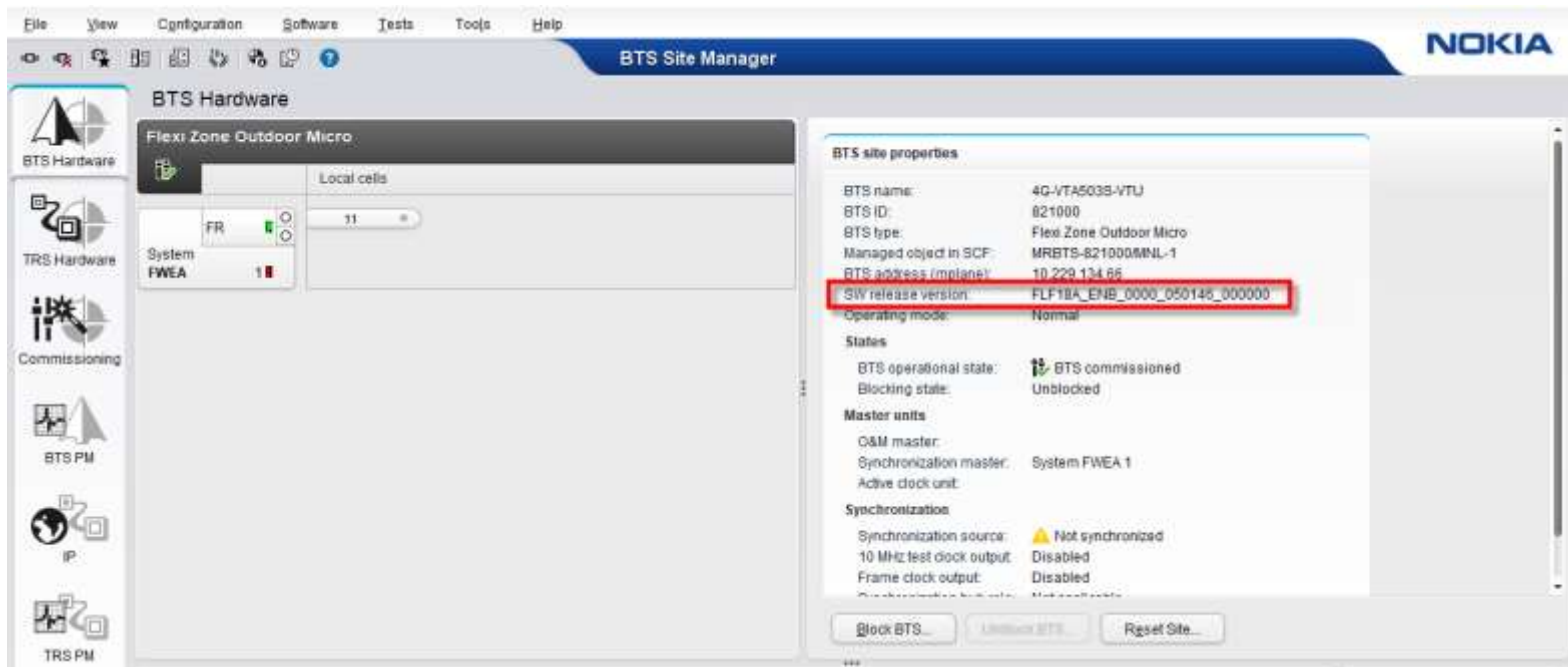 File View Configuration Software Tests Tools Help
NOKIA
BTS Site Manager
BTS Hardware
BTS Hardware
TRS Hardware
Commissioning
BTS PM
IP
TRS PM
Flexi Zone Outdoor Micro
Local cells
FR
11
System
FWEA 1
BTS site properties
BTS name: 4G-VTA503S-VTU
BTS ID: 821000
BTS type: Flexi Zone Outdoor Micro
Managed object in SCF: MRBTS-821000/MNL-1
BTS address (mplane): 10.229.134.66
SW release version: FLF18A_ENB_0000_050146_000000
Operating mode: Normal
States
BTS operational state: BTS commissioned
Blocking state: Unblocked
Master units
O&M master:
Synchronization master: System FWEA 1
Active clock unit:
Synchronization
Synchronization source: Not synchronized
10 MHz test clock output: Disabled
Frame clock output: Disabled
Block BTS... Unblock BTS... Reset Site...